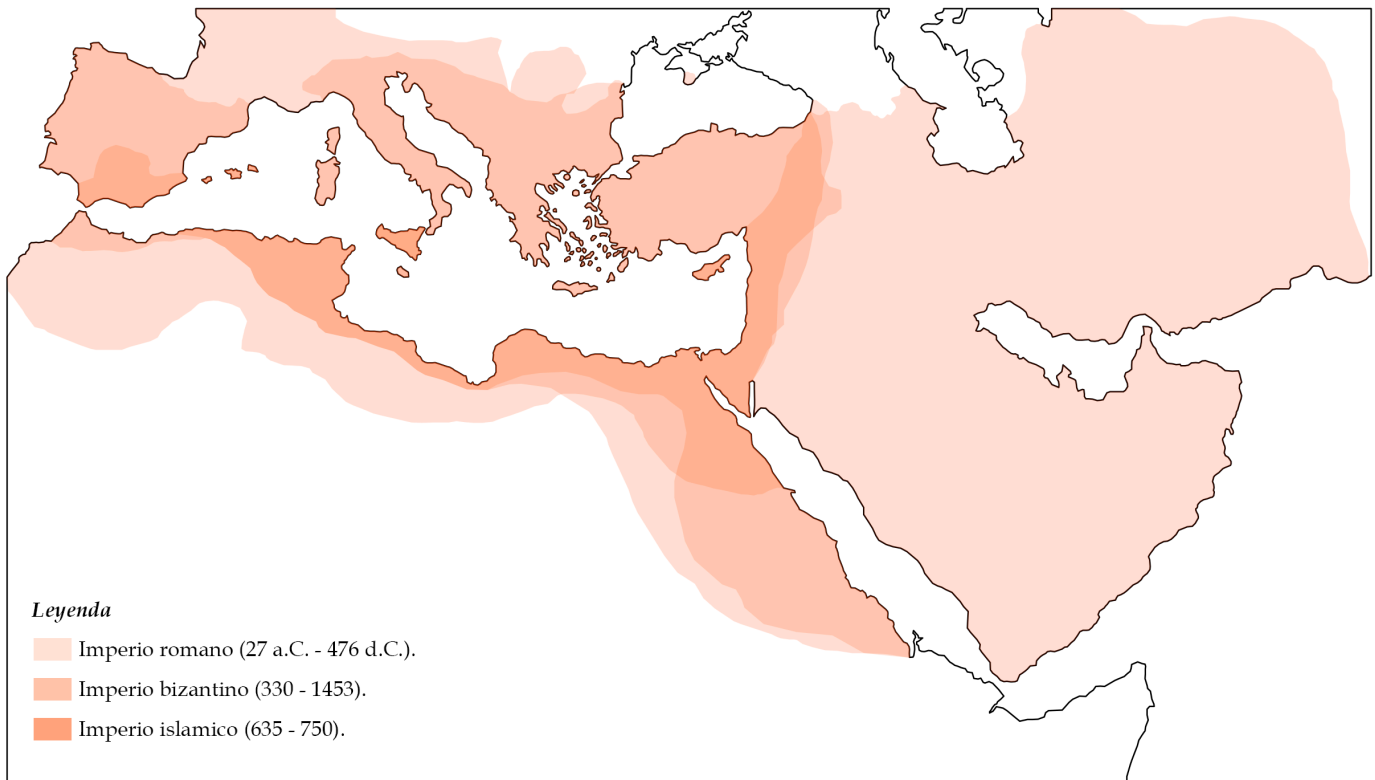 Leyenda
Imperio romano (27 a.C. - 476 d.C.).
Imperio bizantino (330 - 1453).
Imperio islamico (635 - 750).